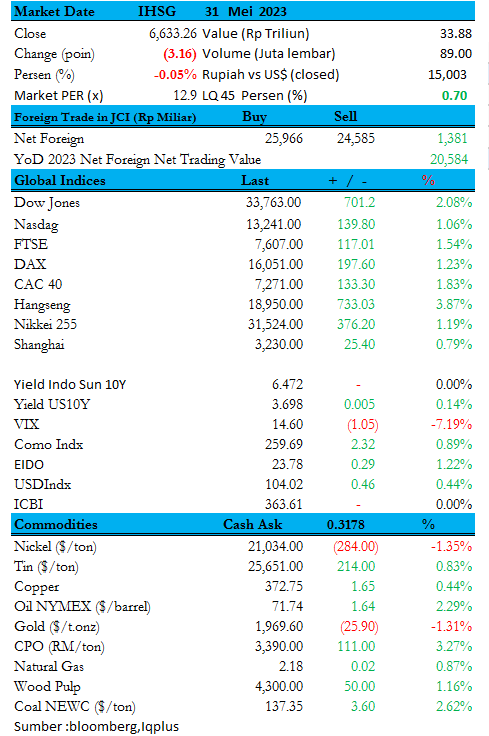 Market Date IHSG 31 Mei 2023
Close 6,633.26 Value (Rp Triliun) 33.88
Change (poin) (3.16) Volume (Juta lembar) 89.00
Persen (%) -0.05% Rupiah vs US$ (closed) 15,003
Market PER (x) 12.9 LQ 45 Persen (%) 0.70
Foreign Trade in JCI (Rp Miliar) Buy Sell
Net Foreign 25,966 24,585 1,381
YoD 2023 Net Foreign Net Trading Value 20,584
Global Indices Last + / - %
Dow Jones 33,763.00 701.2 2.08%
Nasdag 13,241.00 139.80 1.06%
FTSE 7,607.00 117.01 1.54%
DAX 16,051.00 197.60 1.23%
CAC 40 7,271.00 133.30 1.83%
Hangseng 18,950.00 733.03 3.87%
Nikkei 255 31,524.00 376.20 1.19%
Shanghai 3,230.00 25.40 0.79%
Yield Indo Sun 10Y 6.472 - 0.00%
Yield US10Y 3.698 0.005 0.14%
VIX 14.60 (1.05) -7.19%
Como Indx 259.69 2.32 0.89%
EIDO 23.78 0.29 1.22%
USDIndx 104.02 0.46 0.44%
ICBI 363.61 - 0.00%
Commodities Cash Ask 0.3178 %
Nickel ($/ton) 21,034.00 (284.00) -1.35%
Tin ($/ton) 25,651.00 214.00 0.83%
Copper 372.75 1.65 0.44%
Oil NYMEX ($/barrel) 71.74 1.64 2.29%
Gold ($/t.onz) 1,969.60 (25.90) -1.31%
CPO (RM/ton) 3,390.00 111.00 3.27%
Natural Gas 2.18 0.02 0.87%
Wood Pulp 4,300.00 50.00 1.16%
Coal NEWC ($/ton) 137.35 3.60 2.62%
Sumber :bloomberg,Iqplus